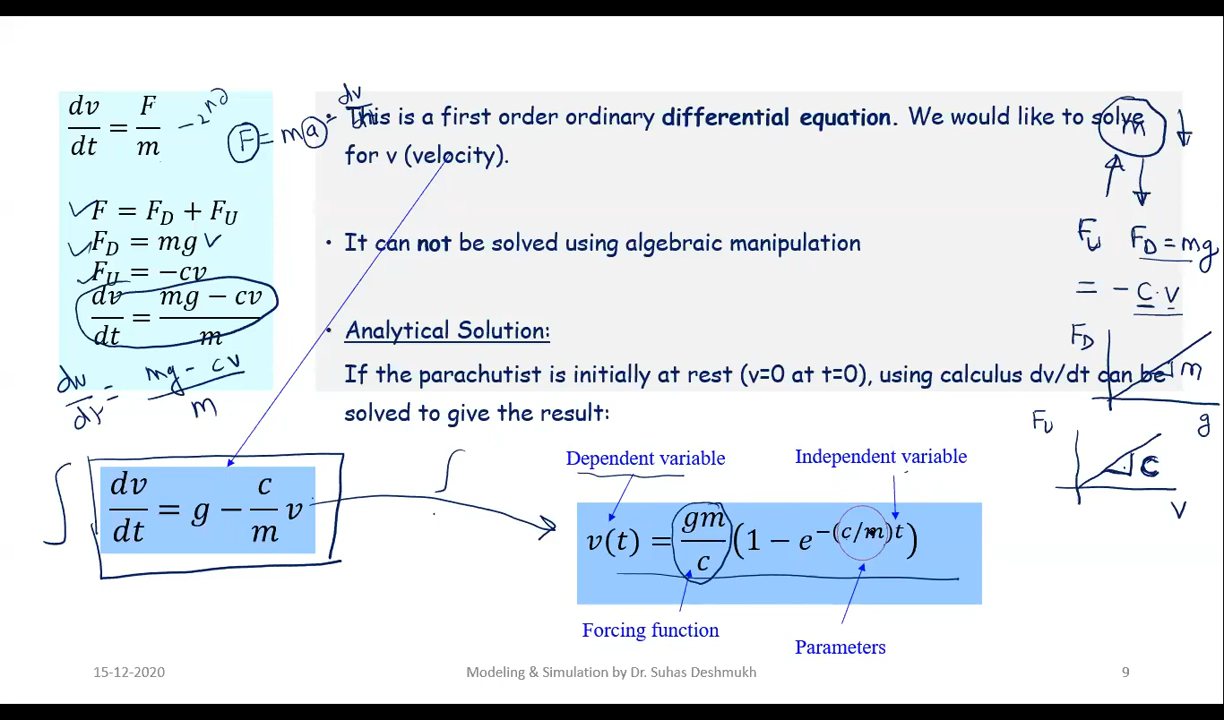 dv/dt = F/m
- 2nd
F = ma = dv/dt
F = F_D + F_U
F_D = mg
F_U = -cv
dv/dt = (mg - cv)/m
dv/dt = (mg - cv)/m
• This is a first order ordinary differential equation. We would like to solve
for v (velocity).
• It can not be solved using algebraic manipulation
• Analytical Solution:
If the parachutist is initially at rest (v=0 at t=0), using calculus dv/dt can be
solved to give the result:
m
F_U F_D = mg
= - C.V
F_D
m
g
F_U
C
V
∫ dv/dt = g - (c/m) v
∫
Dependent variable
Independent variable
v(t) = (gm/c) (1 - e^-(c/m)t)
Forcing function
Parameters
15-12-2020
Modeling & Simulation by Dr. Suhas Deshmukh
9